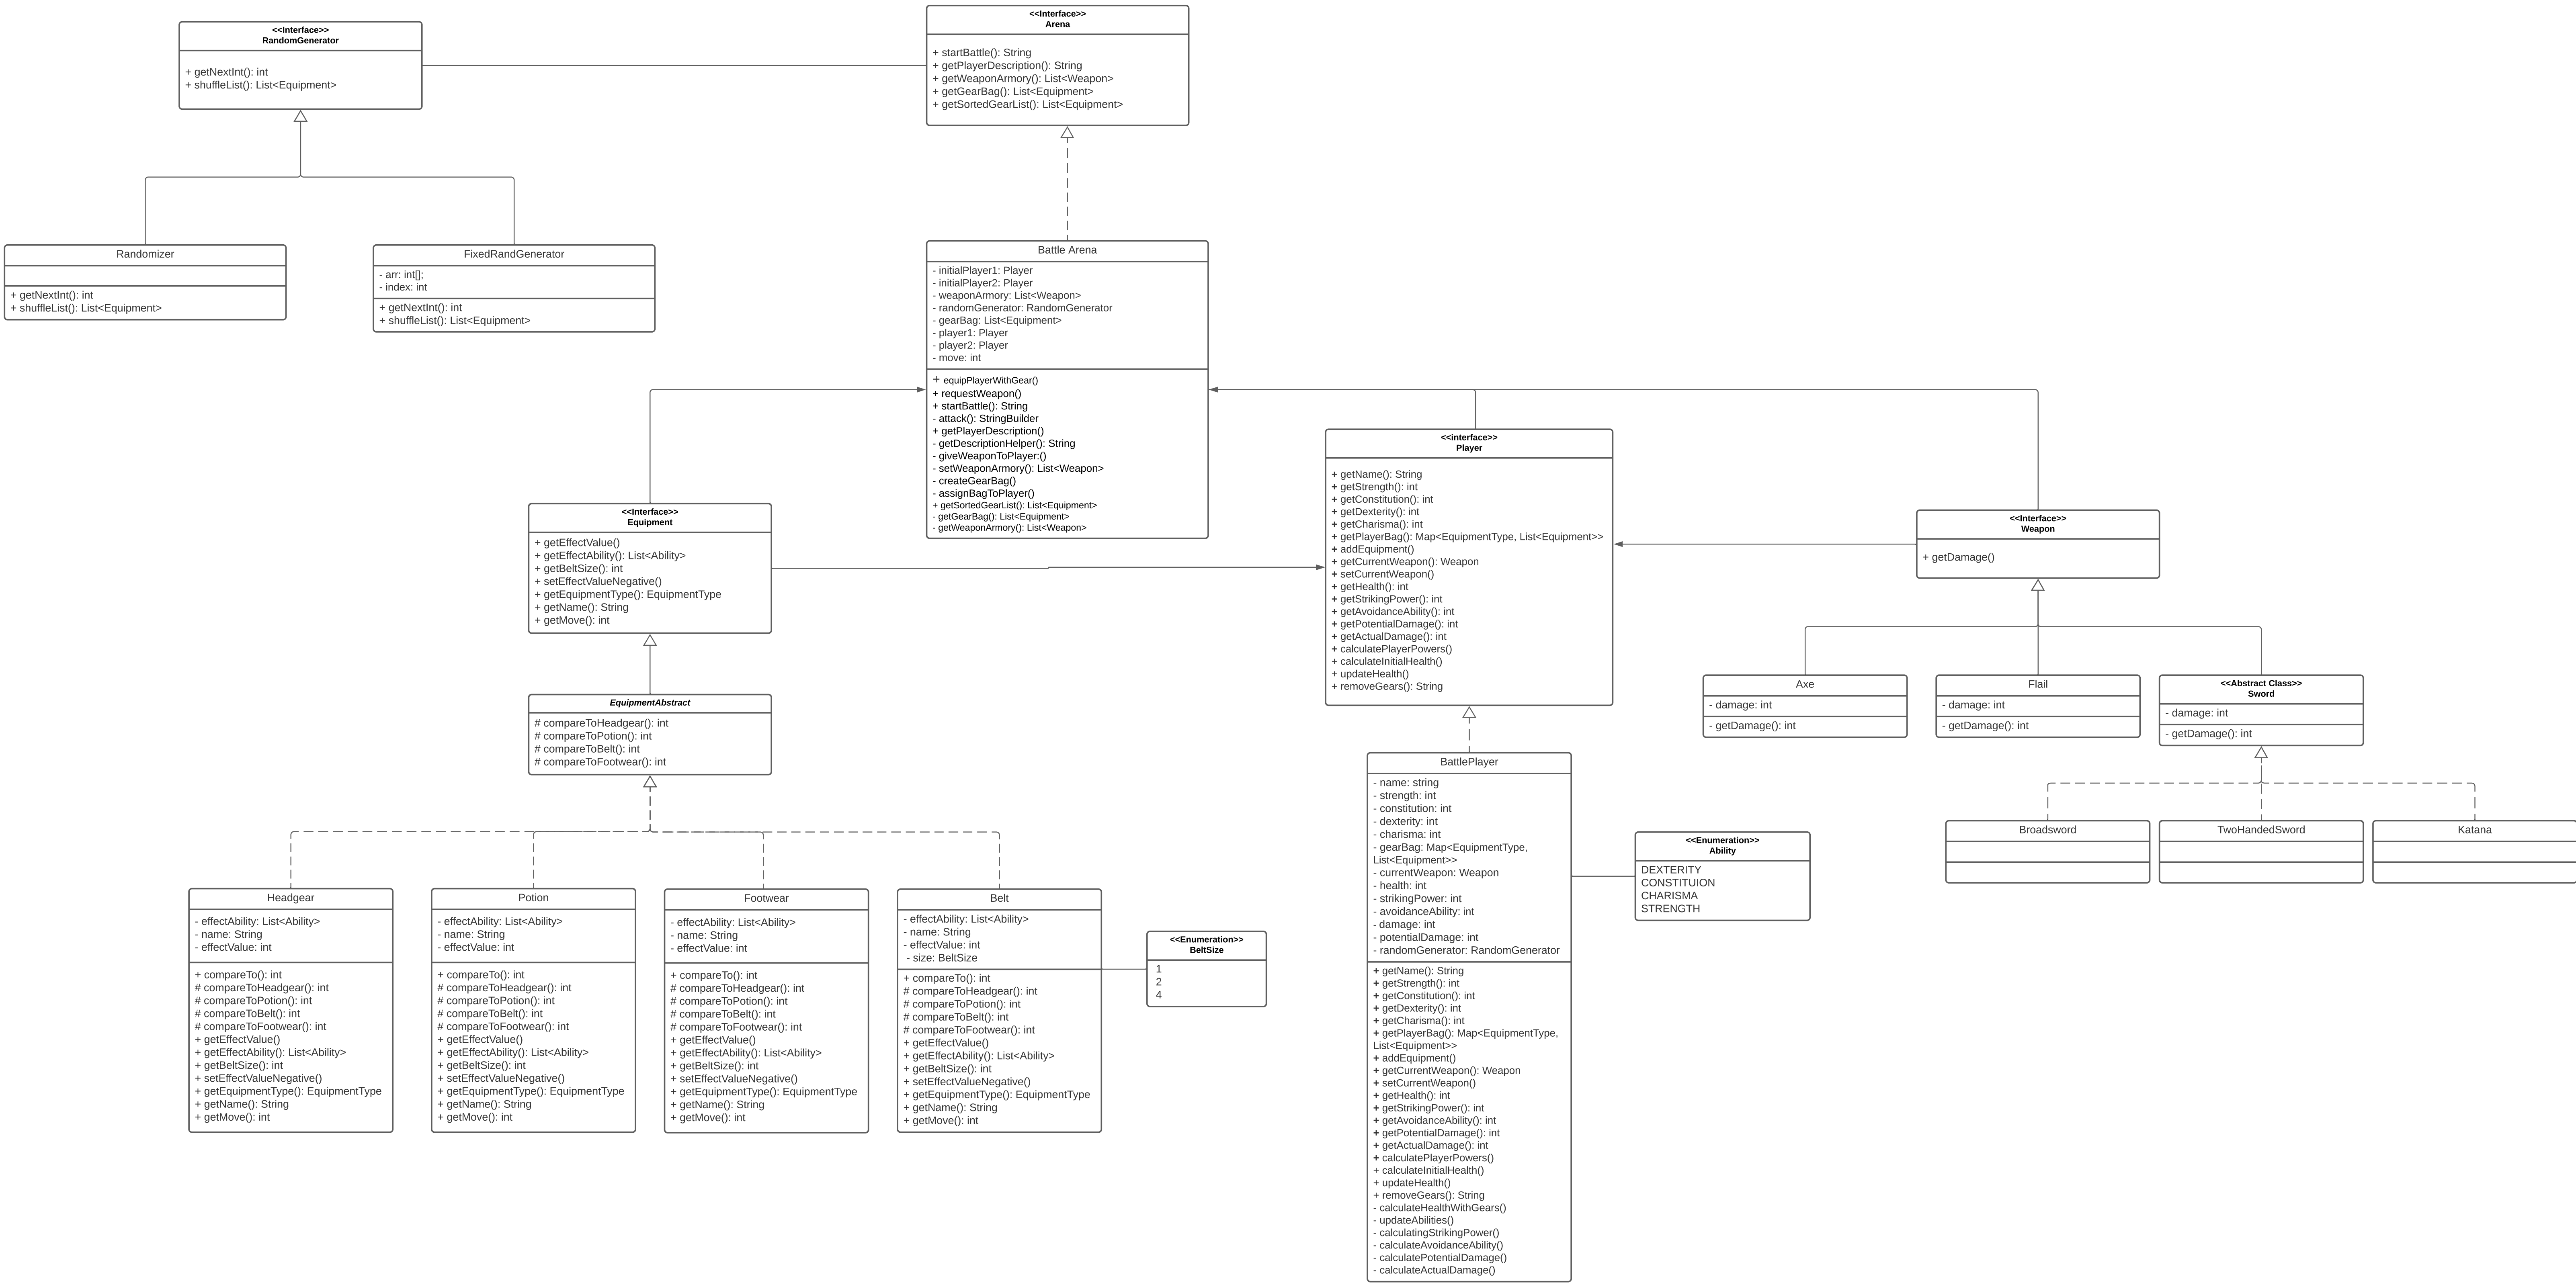 <<Interface>>
RandomGenerator
+ getNextInt(): int
+ shuffleList(): List<Equipment>
<<Interface>>
Arena
+ startBattle(): String
+ getPlayerDescription(): String
+ getWeaponArmory(): List<Weapon>
+ getGearBag(): List<Equipment>
+ getSortedGearList(): List<Equipment>
Randomizer
+ getNextInt(): int
+ shuffleList(): List<Equipment>
FixedRandGenerator
- arr: int[];
- index: int
+ getNextInt(): int
+ shuffleList(): List<Equipment>
Battle Arena
- initialPlayer1: Player
- initialPlayer2: Player
- weaponArmory: List<Weapon>
- randomGenerator: RandomGenerator
- gearBag: List<Equipment>
- player1: Player
- player2: Player
- move: int
+ equipPlayerWithGear()
+ requestWeapon()
+ startBattle(): String
- attack(): StringBuilder
+ getPlayerDescription()
- getDescriptionHelper(): String
- giveWeaponToPlayer:()
- setWeaponArmory(): List<Weapon>
- createGearBag()
- assignBagToPlayer()
+ getSortedGearList(): List<Equipment>
- getGearBag(): List<Equipment>
- getWeaponArmory(): List<Weapon>
<<Interface>>
Equipment
+ getEffectValue()
+ getEffectAbility(): List<Ability>
+ getBeltSize(): int
+ setEffectValueNegative()
+ getEquipmentType(): EquipmentType
+ getName(): String
+ getMove(): int
<<interface>>
Player
+ getName(): String
+ getStrength(): int
+ getConstitution(): int
+ getDexterity(): int
+ getCharisma(): int
+ getPlayerBag(): Map<EquipmentType, List<Equipment>>
+ addEquipment()
+ getCurrentWeapon(): Weapon
+ setCurrentWeapon()
+ getHealth(): int
+ getStrikingPower(): int
+ getAvoidanceAbility(): int
+ getPotentialDamage(): int
+ getActualDamage(): int
+ calculatePlayerPowers()
+ calculateInitialHealth()
+ updateHealth()
+ removeGears(): String
<<Interface>>
Weapon
+ getDamage()
EquipmentAbstract
# compareToHeadgear(): int
# compareToPotion(): int
# compareToBelt(): int
# compareToFootwear(): int
Axe
- damage: int
- getDamage(): int
Flail
- damage: int
- getDamage(): int
<<Abstract Class>>
Sword
- damage: int
- getDamage(): int
Broadsword
TwoHandedSword
Katana
BattlePlayer
- name: string
- strength: int
- constitution: int
- dexterity: int
- charisma: int
- gearBag: Map<EquipmentType,
List<Equipment>>
- currentWeapon: Weapon
- health: int
- strikingPower: int
- avoidanceAbility: int
- damage: int
- potentialDamage: int
- randomGenerator: RandomGenerator
+ getName(): String
+ getStrength(): int
+ getConstitution(): int
+ getDexterity(): int
+ getCharisma(): int
+ getPlayerBag(): Map<EquipmentType,
List<Equipment>>
+ addEquipment()
+ getCurrentWeapon(): Weapon
+ setCurrentWeapon()
+ getHealth(): int
+ getStrikingPower(): int
+ getAvoidanceAbility(): int
+ getPotentialDamage(): int
+ getActualDamage(): int
+ calculatePlayerPowers()
+ calculateInitialHealth()
+ updateHealth()
+ removeGears(): String
- calculateHealthWithGears()
- updateAbilities()
- calculatingStrikingPower()
- calculateAvoidanceAbility()
- calculatePotentialDamage()
- calculateActualDamage()
<<Enumeration>>
Ability
DEXTERITY
CONSTITUION
CHARISMA
STRENGTH
Headgear
- effectAbility: List<Ability>
- name: String
- effectValue: int
+ compareTo(): int
# compareToHeadgear(): int
# compareToPotion(): int
# compareToBelt(): int
# compareToFootwear(): int
+ getEffectValue()
+ getEffectAbility(): List<Ability>
+ getBeltSize(): int
+ setEffectValueNegative()
+ getEquipmentType(): EquipmentType
+ getName(): String
+ getMove(): int
Potion
- effectAbility: List<Ability>
- name: String
- effectValue: int
+ compareTo(): int
# compareToHeadgear(): int
# compareToPotion(): int
# compareToBelt(): int
# compareToFootwear(): int
+ getEffectValue()
+ getEffectAbility(): List<Ability>
+ getBeltSize(): int
+ setEffectValueNegative()
+ getEquipmentType(): EquipmentType
+ getName(): String
+ getMove(): int
Footwear
- effectAbility: List<Ability>
- name: String
- effectValue: int
+ compareTo(): int
# compareToHeadgear(): int
# compareToPotion(): int
# compareToBelt(): int
# compareToFootwear(): int
+ getEffectValue()
+ getEffectAbility(): List<Ability>
+ getBeltSize(): int
+ setEffectValueNegative()
+ getEquipmentType(): EquipmentType
+ getName(): String
+ getMove(): int
Belt
- effectAbility: List<Ability>
- name: String
- effectValue: int
- size: BeltSize
+ compareTo(): int
# compareToHeadgear(): int
# compareToPotion(): int
# compareToBelt(): int
# compareToFootwear(): int
+ getEffectValue()
+ getEffectAbility(): List<Ability>
+ getBeltSize(): int
+ setEffectValueNegative()
+ getEquipmentType(): EquipmentType
+ getName(): String
+ getMove(): int
<<Enumeration>>
BeltSize
1
2
4